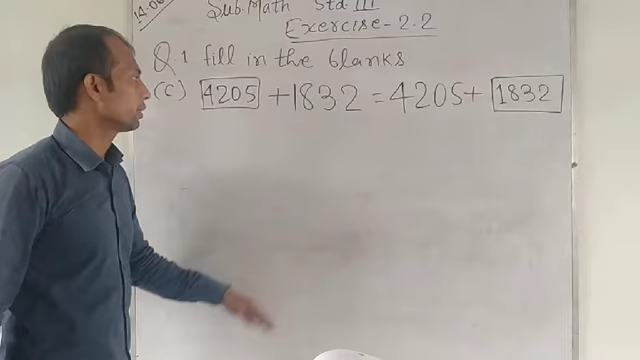 14.06
Sub. Math Std. III
Exercise - 2.2
Q.1 fill in the blanks
(C) 4205 + 1832 = 4205 + 1832